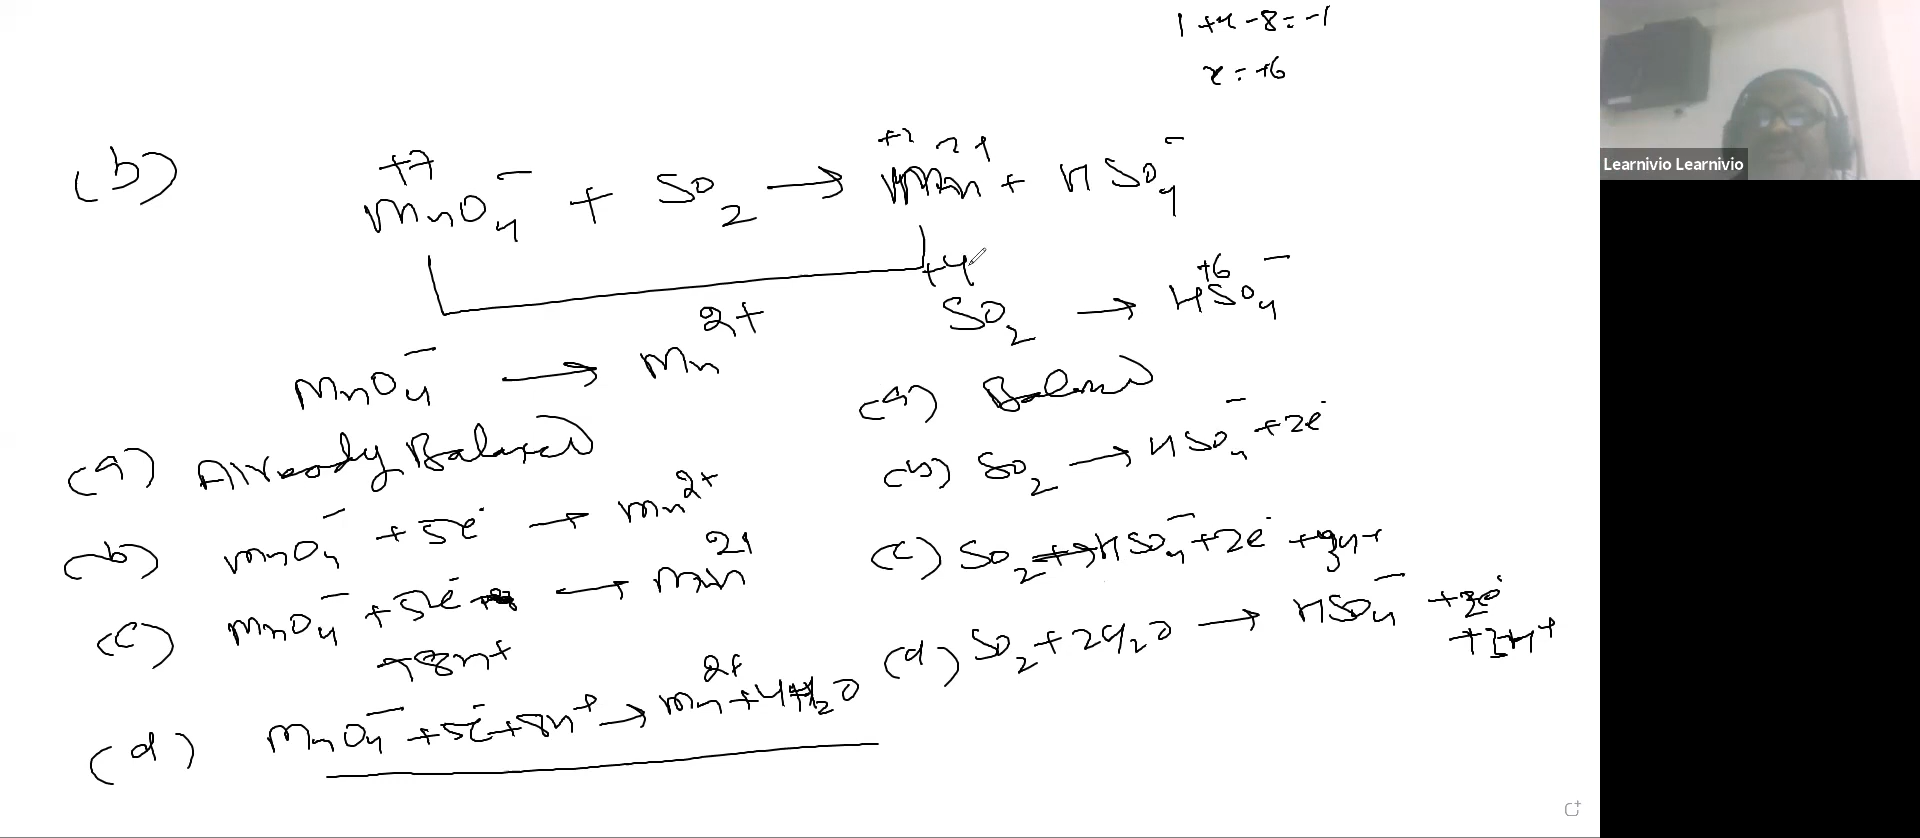 1 + x - 8 = -1
x = +6
+7 +2
(b) MnO4⁻ + SO2 → Mn²⁺ + HSO4⁻
MnO4⁻ → Mn²⁺
(a) Already Balanced
(b) MnO4⁻ + 5e⁻ → Mn²⁺
(c) MnO4⁻ + 5e⁻ → Mn²⁺
+8H⁺
(d) MnO4⁻ + 5e⁻ + 8H⁺ → Mn²⁺ + 4H2O
+4 +6
SO2 → HSO4⁻
(a) Balanced
(b) SO2 → HSO4⁻ + 2e⁻
(c) SO2 → HSO4⁻ + 2e⁻ + 3H⁺
(d) SO2 + 2H2O → HSO4⁻ + 2e⁻
+3H⁺
Learnivio Learnivio